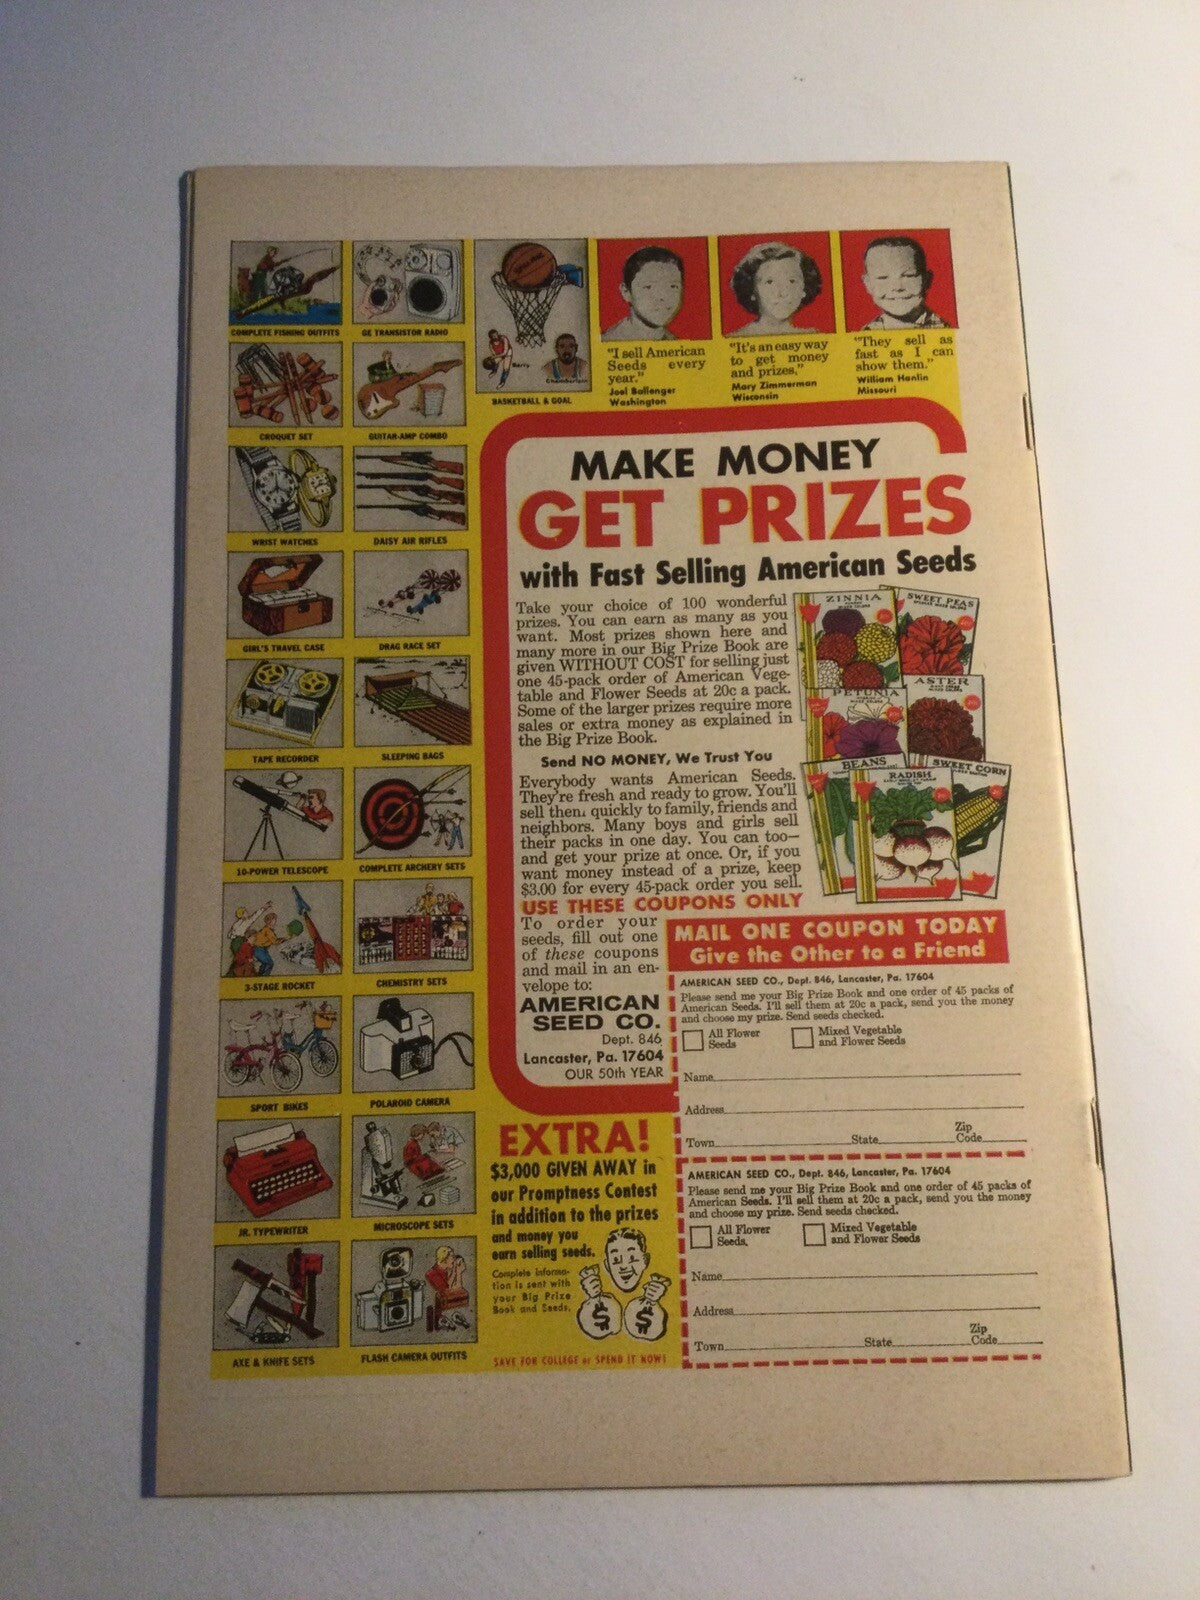 COMPLETE FISHING OUTFITS
GE TRANSISTOR RADIO
Barry
Chamberlain
BASKETBALL & GOAL
"I sell American
Seeds every
year."
Joel Ballenger
Washington
"It's an easy way
to get money
and prizes."
Mary Zimmerman
Wisconsin
"They sell as
fast as I can
show them."
William Hanlin
Missouri
CROQUET SET
GUITAR-AMP COMBO
WRIST WATCHES
DAISY AIR RIFLES
GIRL'S TRAVEL CASE
DRAG RACE SET
TAPE RECORDER
SLEEPING BAGS
10-POWER TELESCOPE
COMPLETE ARCHERY SETS
3-STAGE ROCKET
CHEMISTRY SETS
SPORT BIKES
POLAROID CAMERA
JR. TYPEWRITER
MICROSCOPE SETS
AXE & KNIFE SETS
FLASH CAMERA OUTFITS
MAKE MONEY
GET PRIZES
with Fast Selling American Seeds
Take your choice of 100 wonderful
prizes. You can earn as many as you
want. Most prizes shown here and
many more in our Big Prize Book are
given WITHOUT COST for selling just
one 45-pack order of American Vege-
table and Flower Seeds at 20c a pack.
Some of the larger prizes require more
sales or extra money as explained in
the Big Prize Book.
Send NO MONEY, We Trust You
Everybody wants American Seeds.
They're fresh and ready to grow. You'll
sell them quickly to family, friends and
neighbors. Many boys and girls sell
their packs in one day. You can too—
and get your prize at once. Or, if you
want money instead of a prize, keep
$3.00 for every 45-pack order you sell.
USE THESE COUPONS ONLY
To order your
seeds, fill out one
of these coupons
and mail in an en-
velope to:
AMERICAN
SEED CO.
Dept. 846
Lancaster, Pa. 17604
OUR 50th YEAR
ZINNIA
SWEET PEAS
ASTER
PETUNIA
BEANS
RADISH
SWEET CORN
MAIL ONE COUPON TODAY
Give the Other to a Friend
AMERICAN SEED CO., Dept. 846, Lancaster, Pa. 17604
Please send me your Big Prize Book and one order of 45 packs of
American Seeds. I'll sell them at 20c a pack, send you the money
and choose my prize. Send seeds checked.
All Flower
Seeds
Mixed Vegetable
and Flower Seeds
Name
Address
Town State Zip Code
AMERICAN SEED CO., Dept. 846, Lancaster, Pa. 17604
Please send me your Big Prize Book and one order of 45 packs of
American Seeds. I'll sell them at 20c a pack, send you the money
and choose my prize. Send seeds checked.
All Flower
Seeds
Mixed Vegetable
and Flower Seeds
Name
Address
Town State Zip Code
EXTRA!
$3,000 GIVEN AWAY in
our Promptness Contest
in addition to the prizes
and money you
earn selling seeds.
Complete informa-
tion is sent with
your Big Prize
Book and Seeds.
$ $
SAVE FOR COLLEGE or SPEND IT NOW!